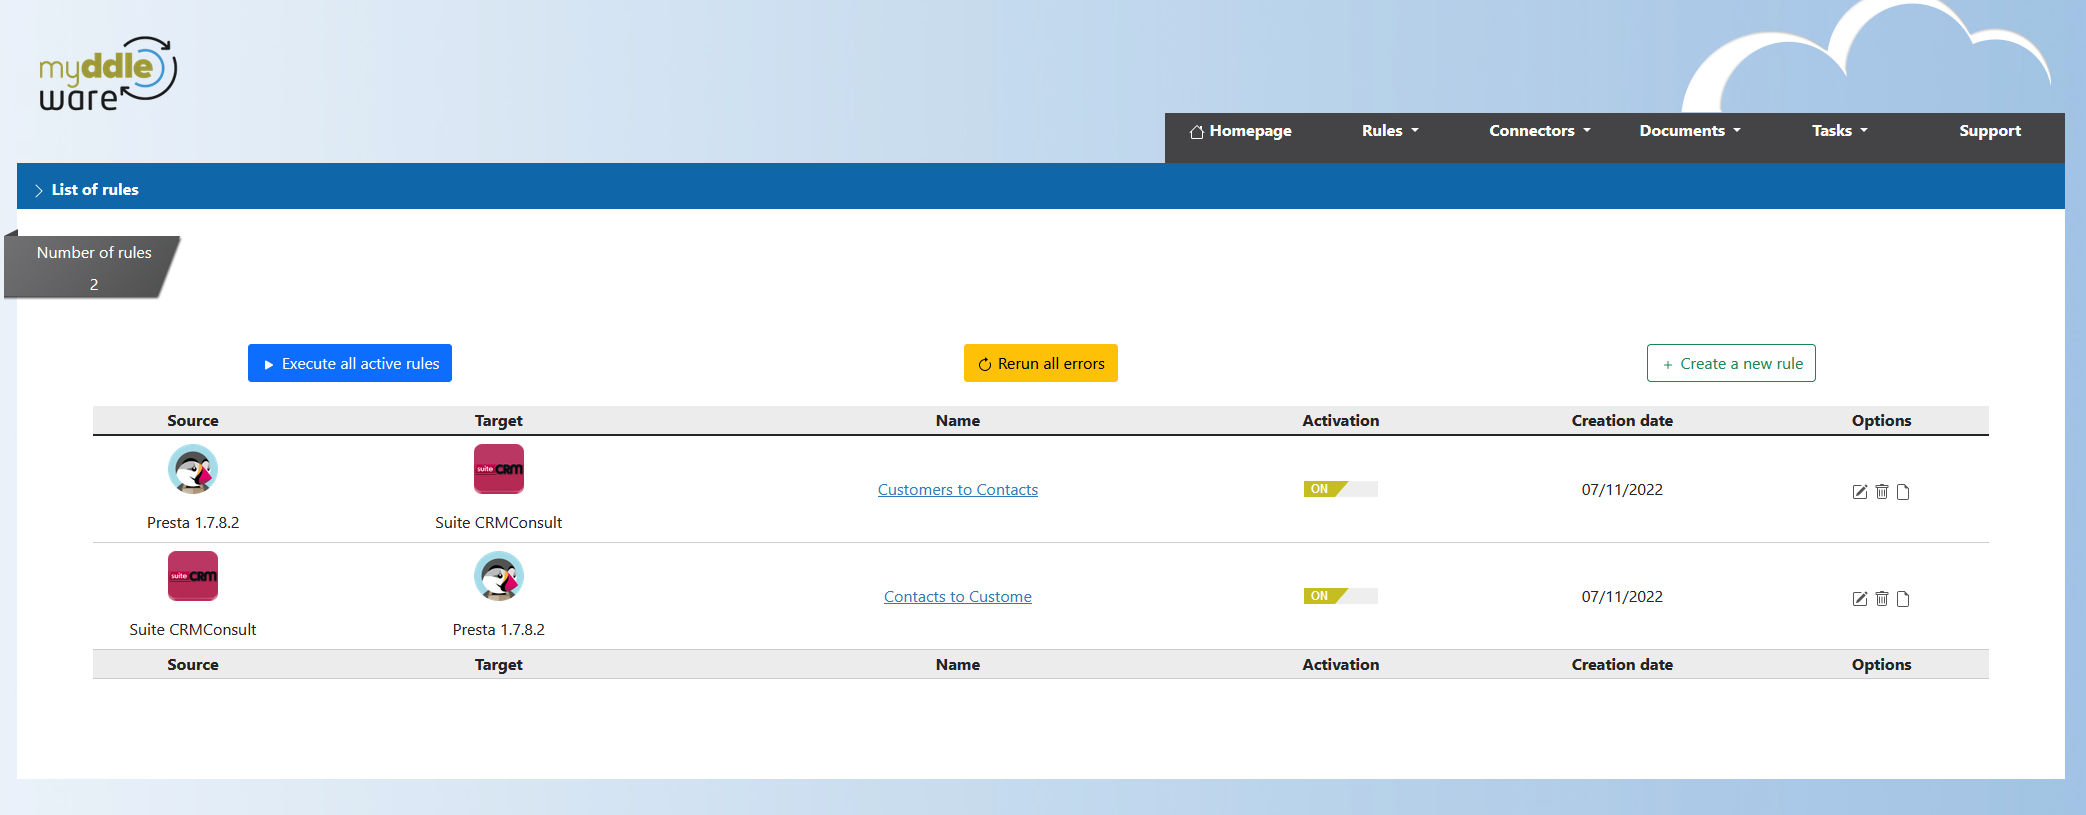 myddle
ware
Homepage Rules Connectors Documents Tasks Support
List of rules
Number of rules
2
Execute all active rules Rerun all errors + Create a new rule
Source Target Name Activation Creation date Options
suite CRM
Customers to Contacts ON 07/11/2022
Presta 1.7.8.2 Suite CRMConsult
suite CRM
Contacts to Custome ON 07/11/2022
Suite CRMConsult Presta 1.7.8.2
Source Target Name Activation Creation date Options